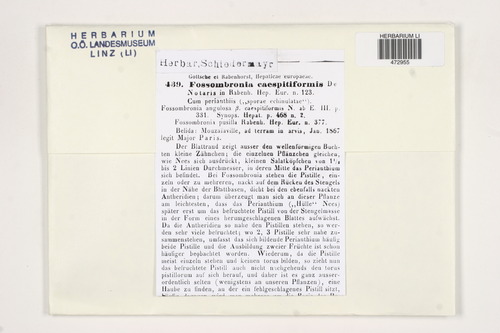 HERBARIUM
O.Ö. LANDESMUSEUM
LINZ (LI)
HERBARIUM LI
472955
Herbar, Schiedermayr
Gottsche et Rabenhorst, Hepaticae europaeae.
439. Fossombronia caespitiformis De
Notaris in Rabenh. Hep. Eur. n. 123.
Cum perianthiis („sporae echinulatae").
Fossombronia angulosa β. caespitiformis N. ab E. III. p.
331. Synops. Hepat. p. 468 n. 2.
Fossombronia pusilla Rabenh. Hep. Eur. n. 377.
Belida: Mouzaiaville, ad terram in arvis, Jan. 1867
legit Major Paris.
Der Blattrand zeigt ausser den wellenförmigen Buch-
ten kleine Zähnchen; die einzelnen Pflänzchen gleichen,
wie Nees sich ausdrückt, kleinen Salatköpfchen von 1½
bis 2 Linien Durchmesser, in deren Mitte das Perianthium
sich befindet. Bei Fossombronia stehen die Pistille, ein-
zeln oder zu mehreren, nackt auf dem Rücken des Stengels
in der Nähe der Blattbasen, dicht bei den ebenfalls nackten
Antheridien; darum überzeugt man sich an dieser Pflanze
am leichtesten, dass das Perianthium („Hülle" Nees)
später erst um das befruchtete Pistill von der Stengelmasse
in der Form eines herumgeschlagenen Blattes aufwächst.
Da die Antheridien so nahe den Pistillen stehen, so wer-
den sehr viele befruchtet; wo 2, 3 Pistille sehr nahe zu-
sammenstehen, umfasst das sich bildende Perianthium häufig
beide Pistille und die Ausbildung zweier Früchte ist schon
häufiger beobachtet worden. Wiederum, da die Pistille
meist einzeln stehen und keinen torus bilden, so zieht man
das befruchtete Pistill auch nicht nachgehends den torus
pistillorum auf sich herauf, und daher ist es ganz ausser-
ordentlich selten (wenigstens an unseren Pflanzen), eine
Haube zu finden, an der ein fehlgeschlagenes Pistill sitzt,